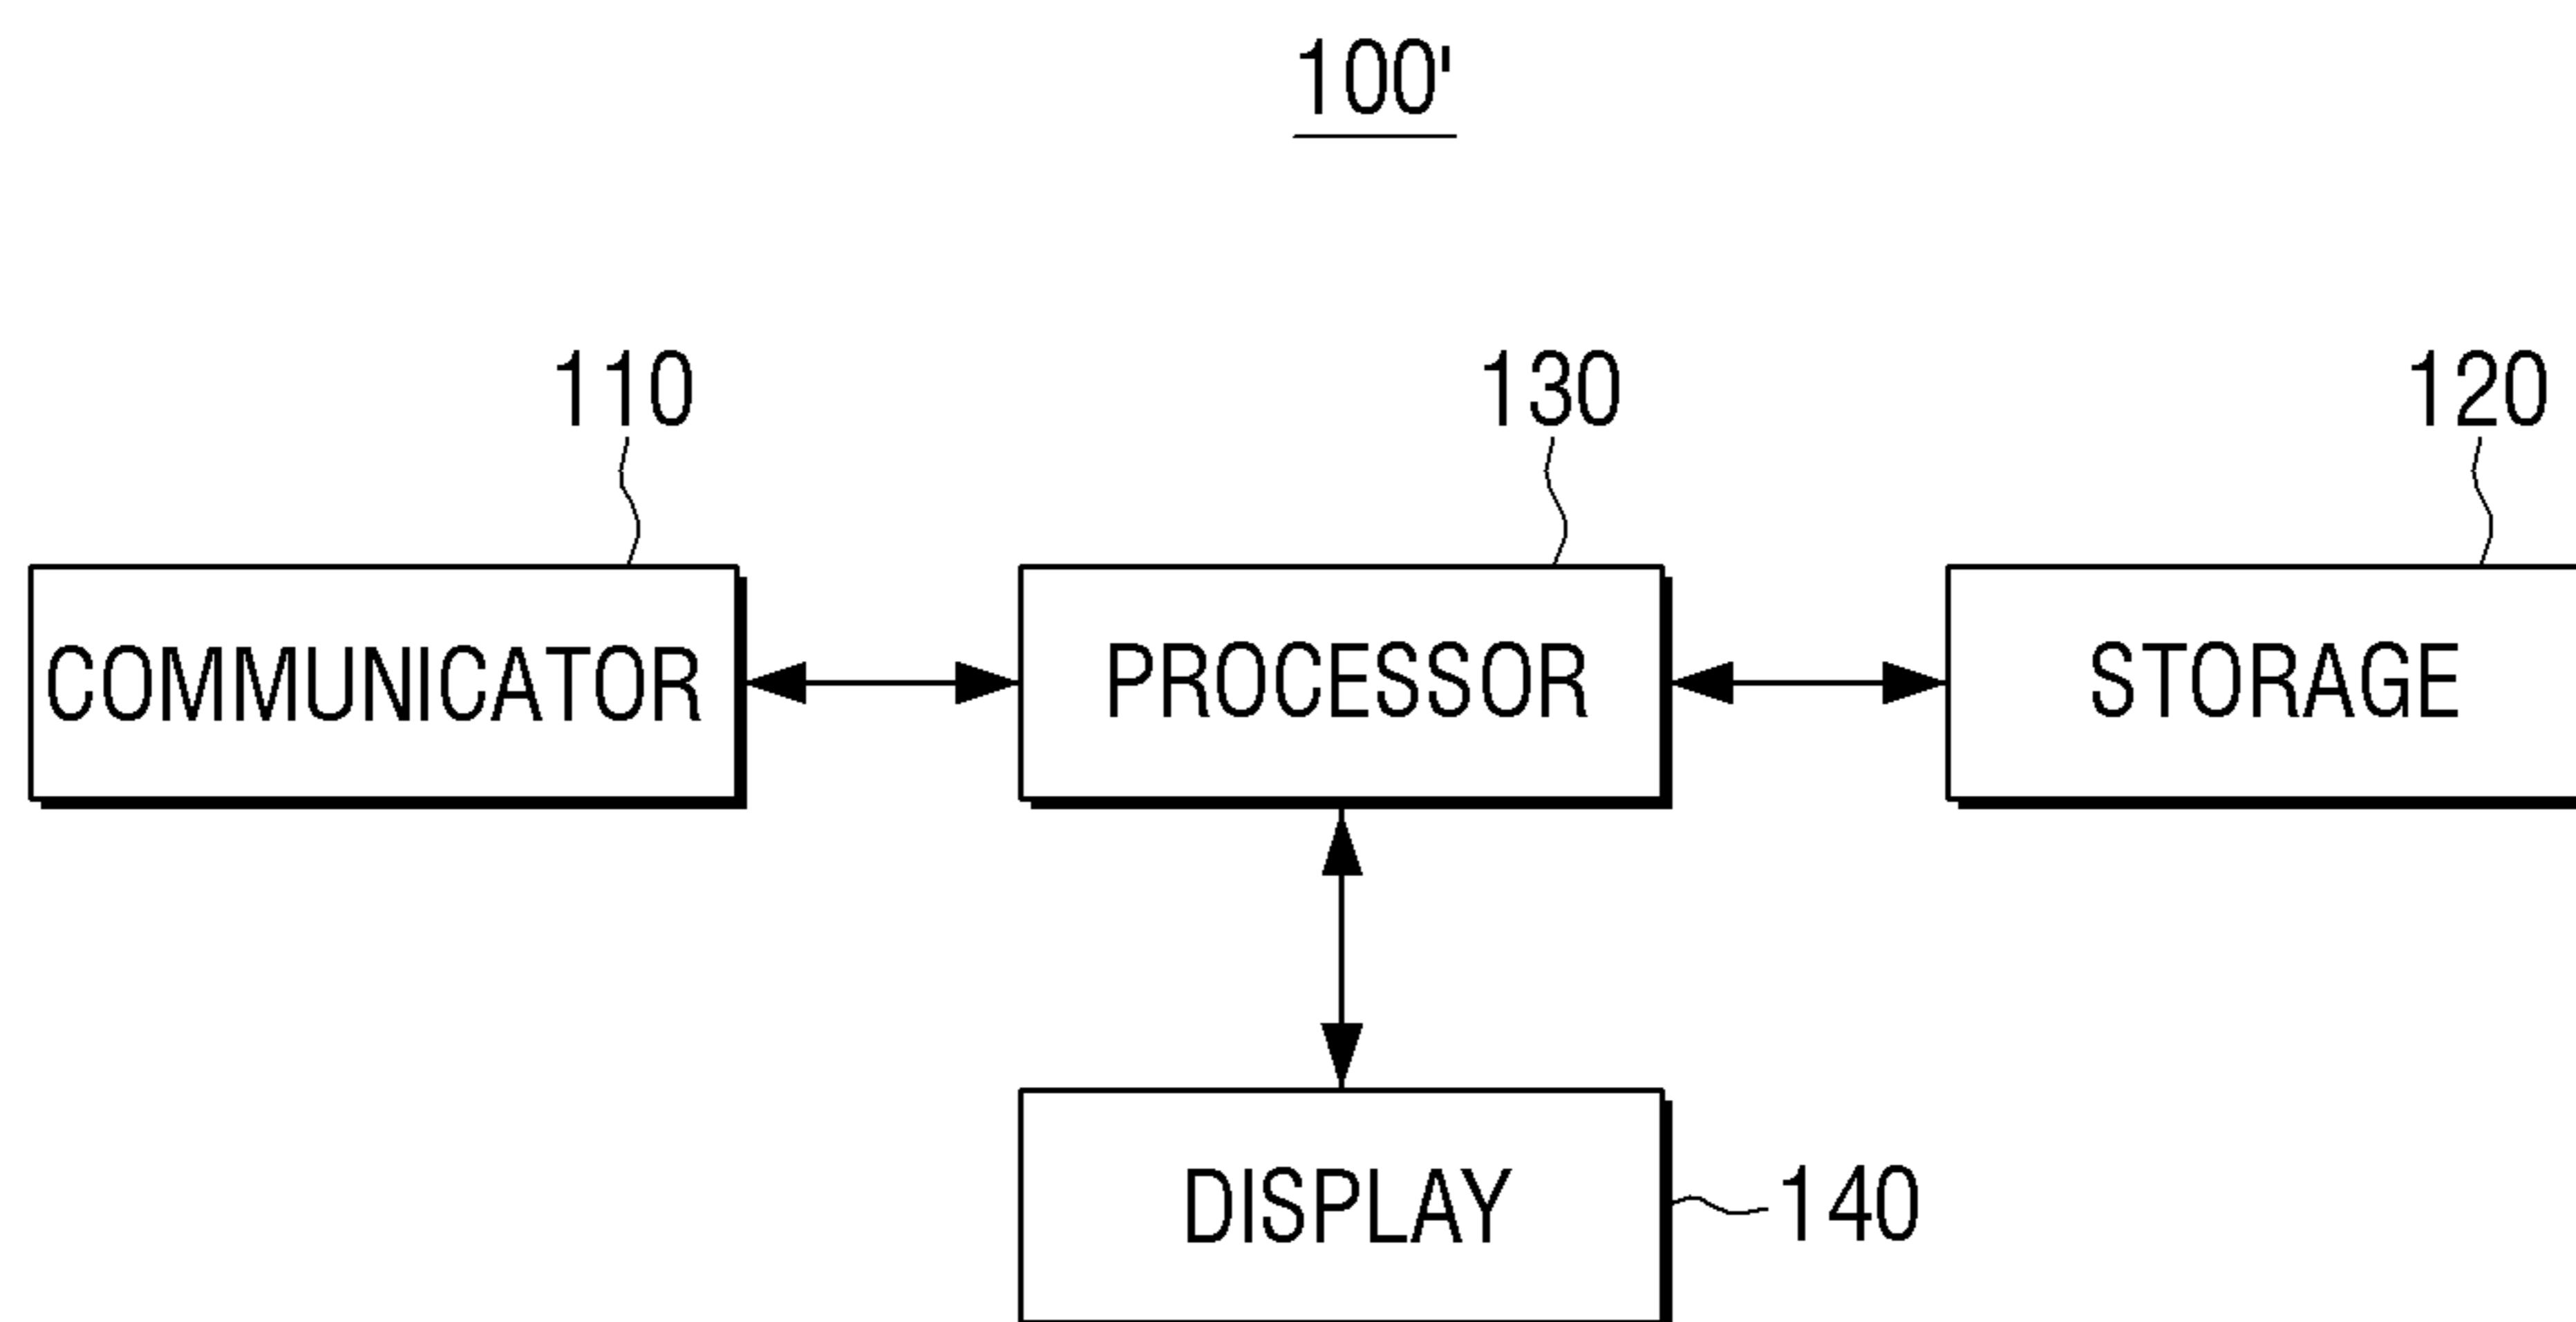 100'
110
130
120
COMMUNICATOR
PROCESSOR
STORAGE
DISPLAY
140